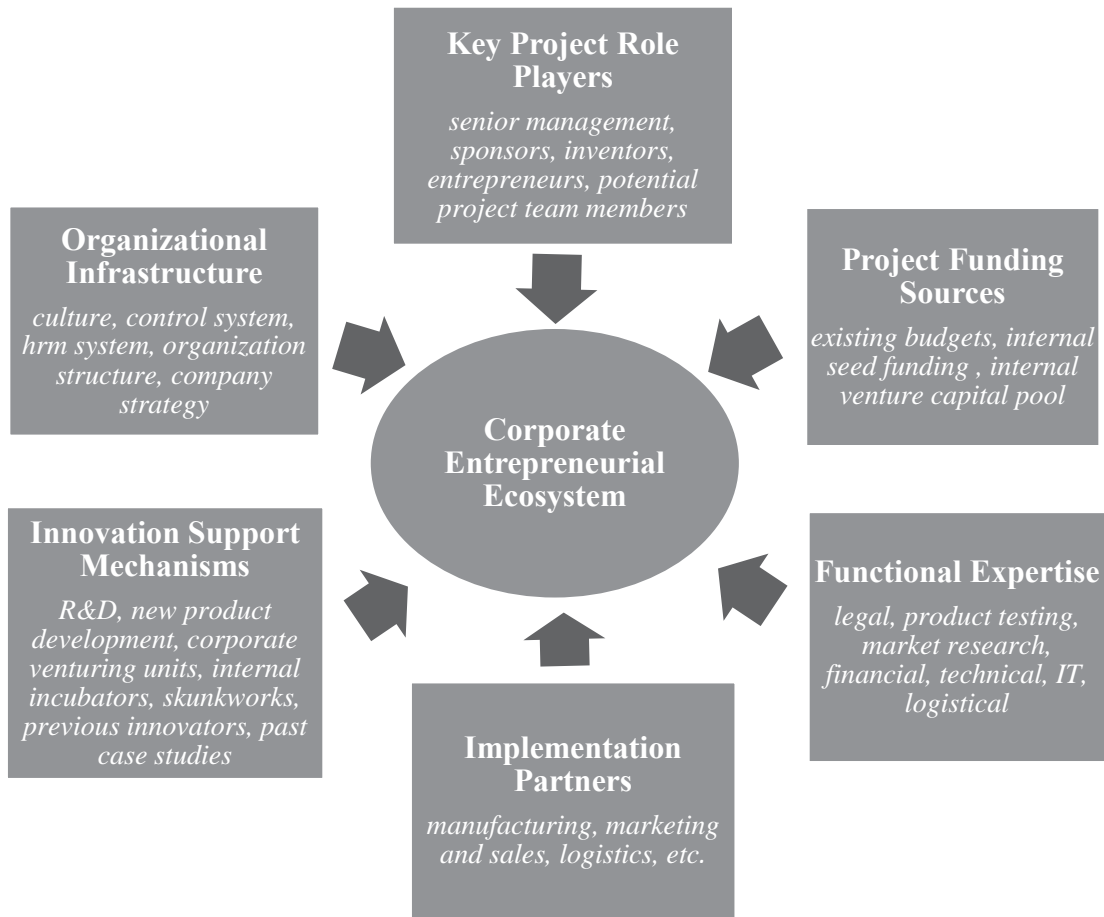 Key Project Role
Players
senior management,
sponsors, inventors,
entrepreneurs, potential
project team members
Organizational
Infrastructure
culture, control system,
hrm system, organization
structure, company
strategy
Project Funding
Sources
existing budgets, internal
seed funding , internal
venture capital pool
Corporate
Entrepreneurial
Ecosystem
Innovation Support
Mechanisms
R&D, new product
development, corporate
venturing units, internal
incubators, skunkworks,
previous innovators, past
case studies
Functional Expertise
legal, product testing,
market research,
financial, technical, IT,
logistical
Implementation
Partners
manufacturing, marketing
and sales, logistics, etc.